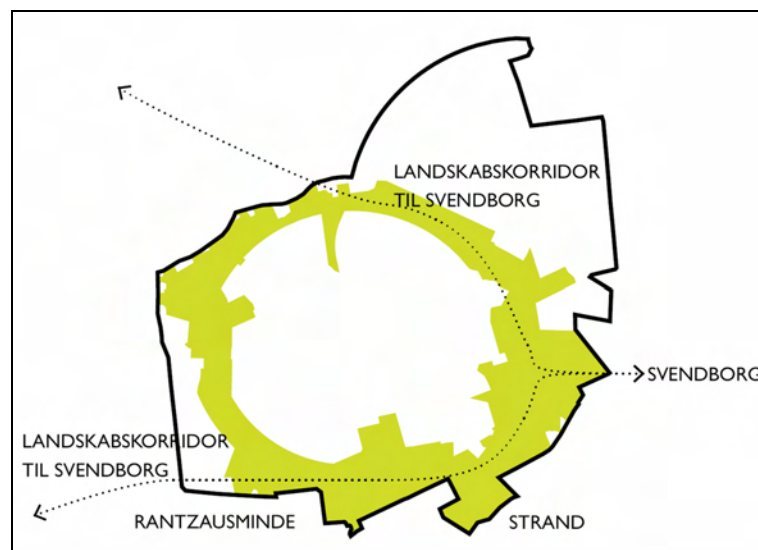 LANDSKABSKORRIDOR
TIL SVENDBORG
SVENDBORG
LANDSKABSKORRIDOR
TIL SVENDBORG
RANTZAUSMINDE
STRAND